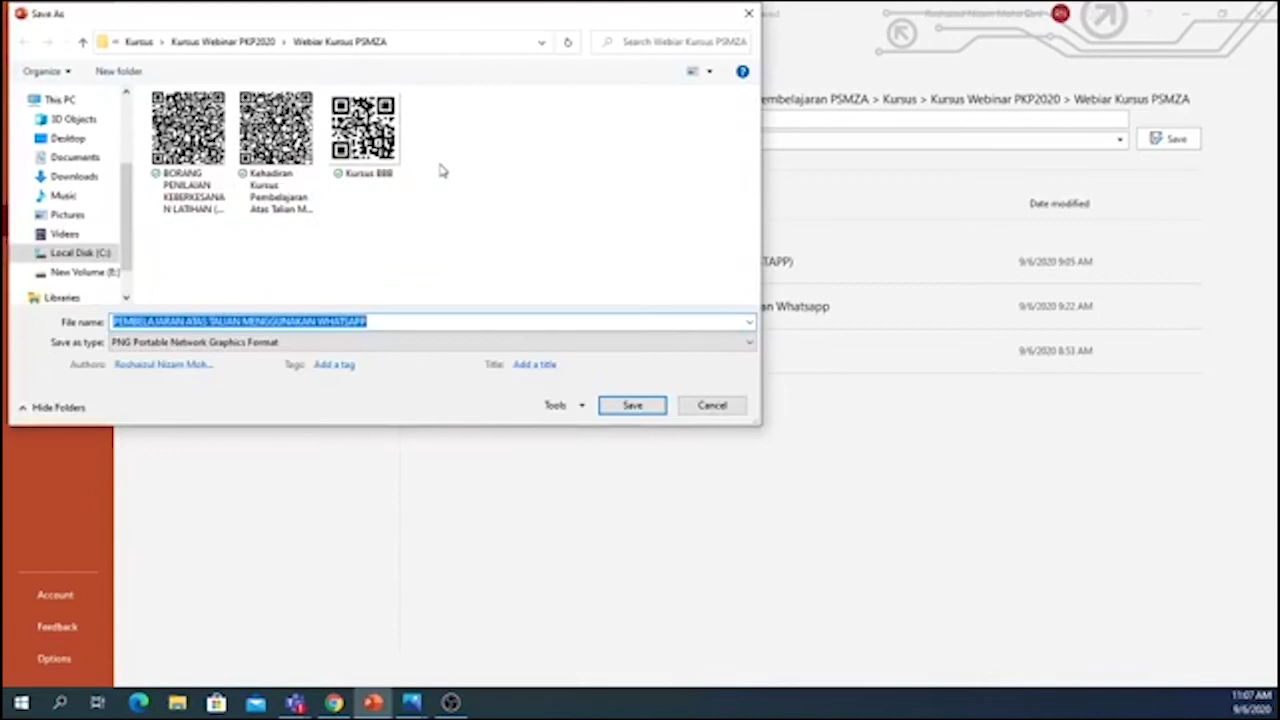 Save As
Kursus > Kursus Webinar PKP2020 > Webiar Kursus PSMZA
Search Webiar Kursus PSMZA
Organize
New folder
This PC
3D Objects
Desktop
Documents
Downloads
Music
Pictures
Videos
Local Disk (C:)
New Volume (E:)
Libraries
BORANG
PENILAIAN
KEBERKESANA
N LATIHAN (...
Kehadiran
Kursus
Pembelajaran
Atas Talian M...
Kursus BBB
File name: PEMBELAJARAN ATAS TALIAN MENGGUNAKAN WHATSAPP
Save as type: PNG Portable Network Graphics Format
Authors: Roshaizul Nizam Moh...
Tags: Add a tag
Title: Add a title
Hide Folders
Tools
Save
Cancel
embelajaran PSMZA > Kursus > Kursus Webinar PKP2020 > Webiar Kursus PSMZA
Save
Date modified
TAPP)
9/6/2020 9:05 AM
an Whatsapp
9/6/2020 9:22 AM
9/6/2020 8:53 AM
Account
Feedback
Options
11:07 AM
9/6/2020